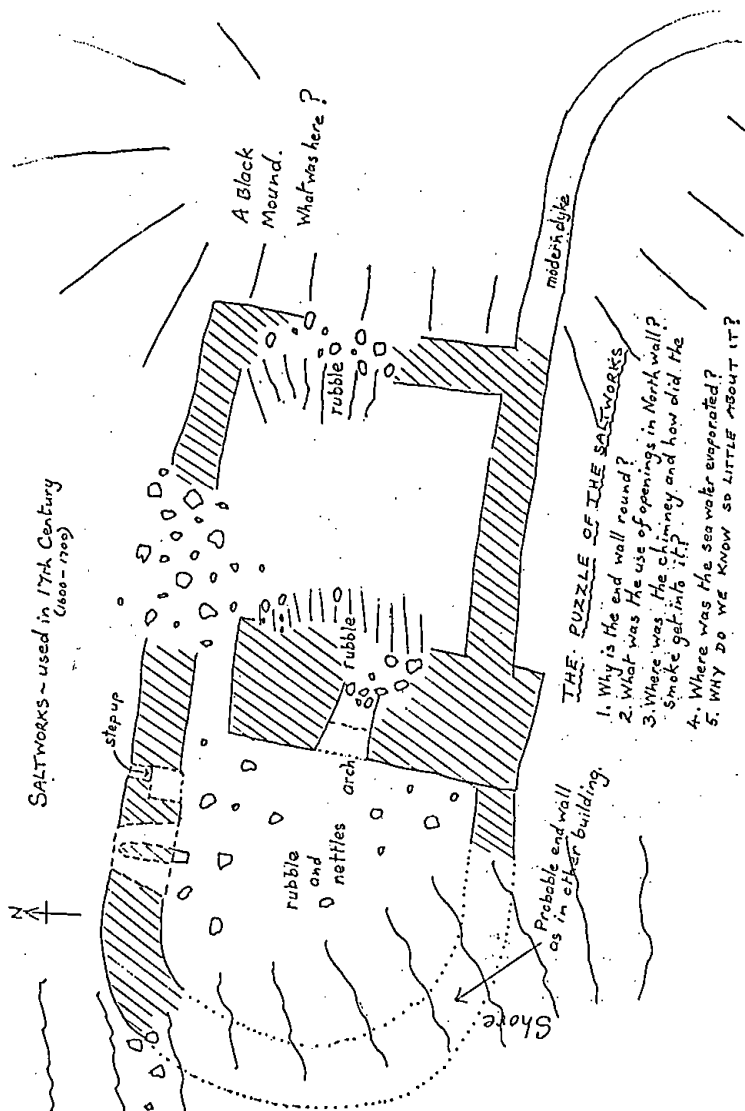 SALTWORKS ~ used in 17th Century
(1600-1700)
N
step up
A Black
Mound.
What was here?
rubble
rubble
arch
rubble
and
nettles
modern dyke
Shore
Probable end wall
as in other building.
THE PUZZLE OF THE SALTWORKS
1. Why is the end wall round?
2. What was the use of openings in North wall?
3. Where was the chimney and how did the
smoke get into it?
4. Where was the sea water evaporated?
5. WHY DO WE KNOW SO LITTLE ABOUT IT?